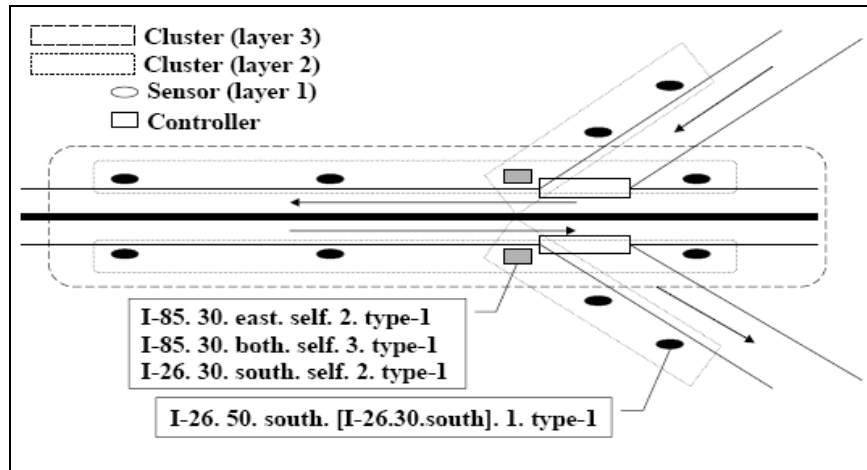 Cluster (layer 3)
Cluster (layer 2)
Sensor (layer 1)
Controller
I-85. 30. east. self. 2. type-1
I-85. 30. both. self. 3. type-1
I-26. 30. south. self. 2. type-1
I-26. 50. south. [I-26.30.south]. 1. type-1